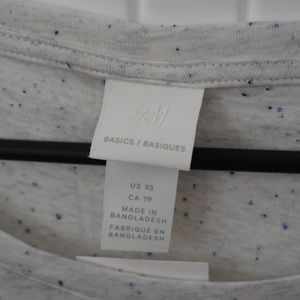 H&M
BASICS / BASIQUES
US XS
CA TP
MADE IN
BANGLADESH
FABRIQUÉ EN
BANGLADESH